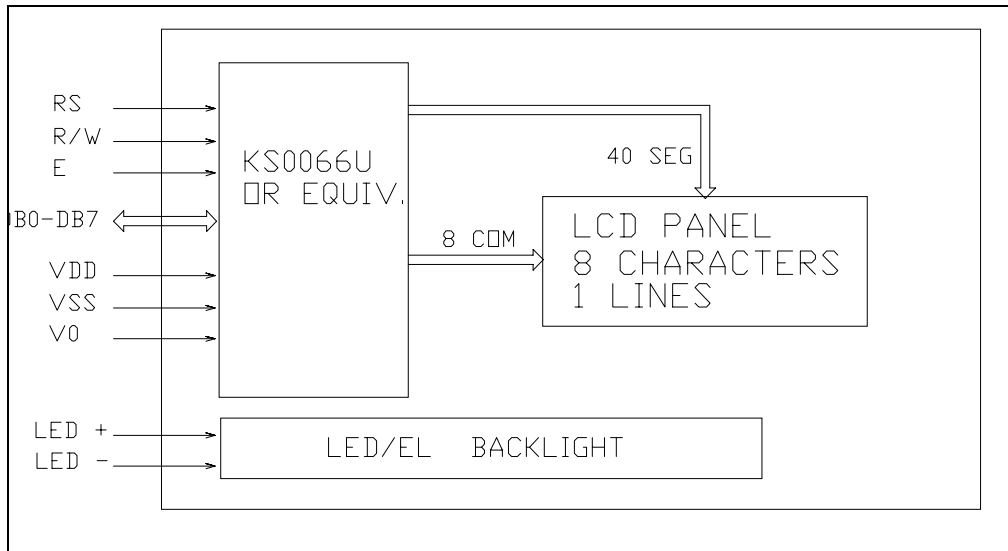 RS
R/W
E
DB0-DB7
VDD
VSS
V0
LED +
LED -
KS0066U
OR EQUIV.
40 SEG
8 COM
LCD PANEL
8 CHARACTERS
1 LINES
LED/EL BACKLIGHT